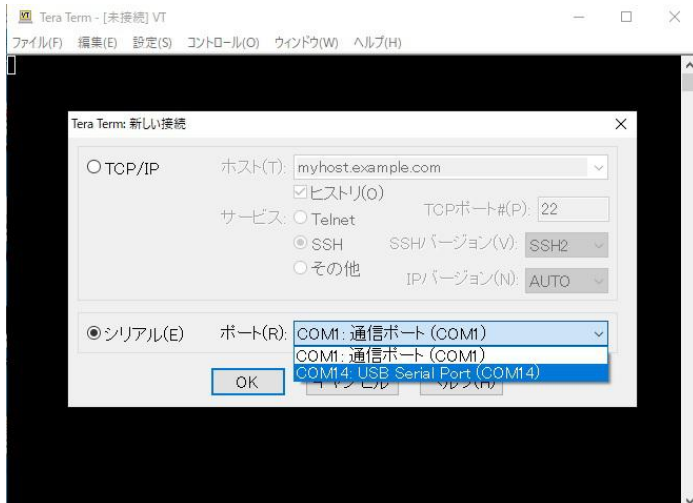 Tera Term - [未接続] VT
ファイル(F) 編集(E) 設定(S) コントロール(O) ウィンドウ(W) ヘルプ(H)
Tera Term: 新しい接続
TCP/IP ホスト(T): myhost.example.com
ヒストリ(O)
サービス: Telnet TCPポート#(P): 22
SSH SSHバージョン(V): SSH2
その他 IPバージョン(N): AUTO
シリアル(E) ポート(R): COM1: 通信ポート (COM1)
COM1: 通信ポート (COM1)
COM14: USB Serial Port (COM14)
OK